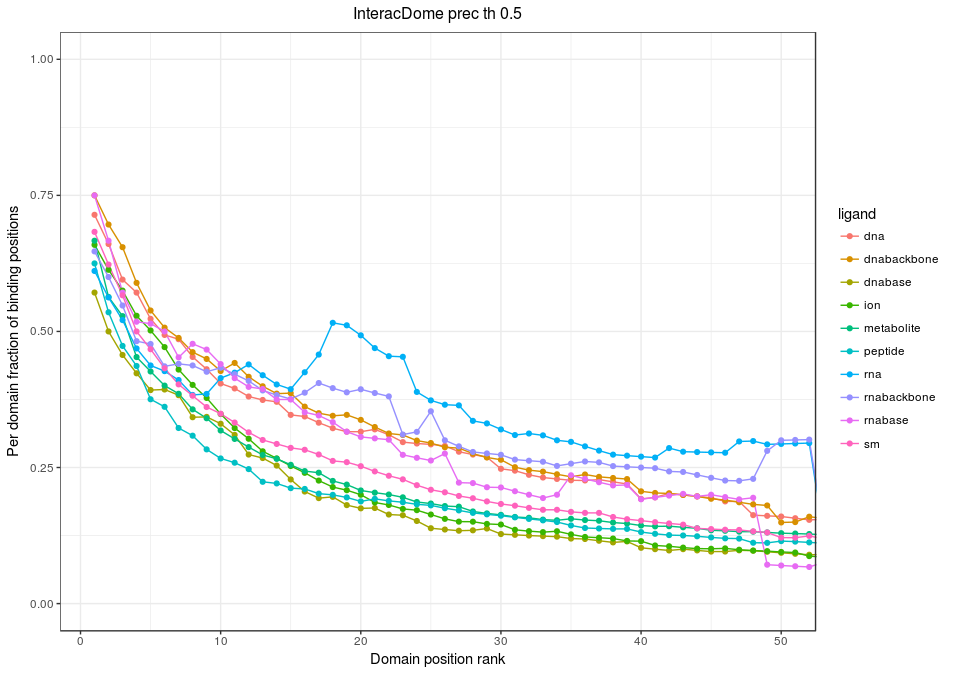 InteracDome prec th 0.5
Per domain fraction of binding positions
1.00
0.75
0.50
0.25
0.00
0
10
20
30
40
50
Domain position rank
ligand
dna
dnabackbone
dnabase
ion
metabolite
peptide
rna
rnabackbone
rnabase
sm